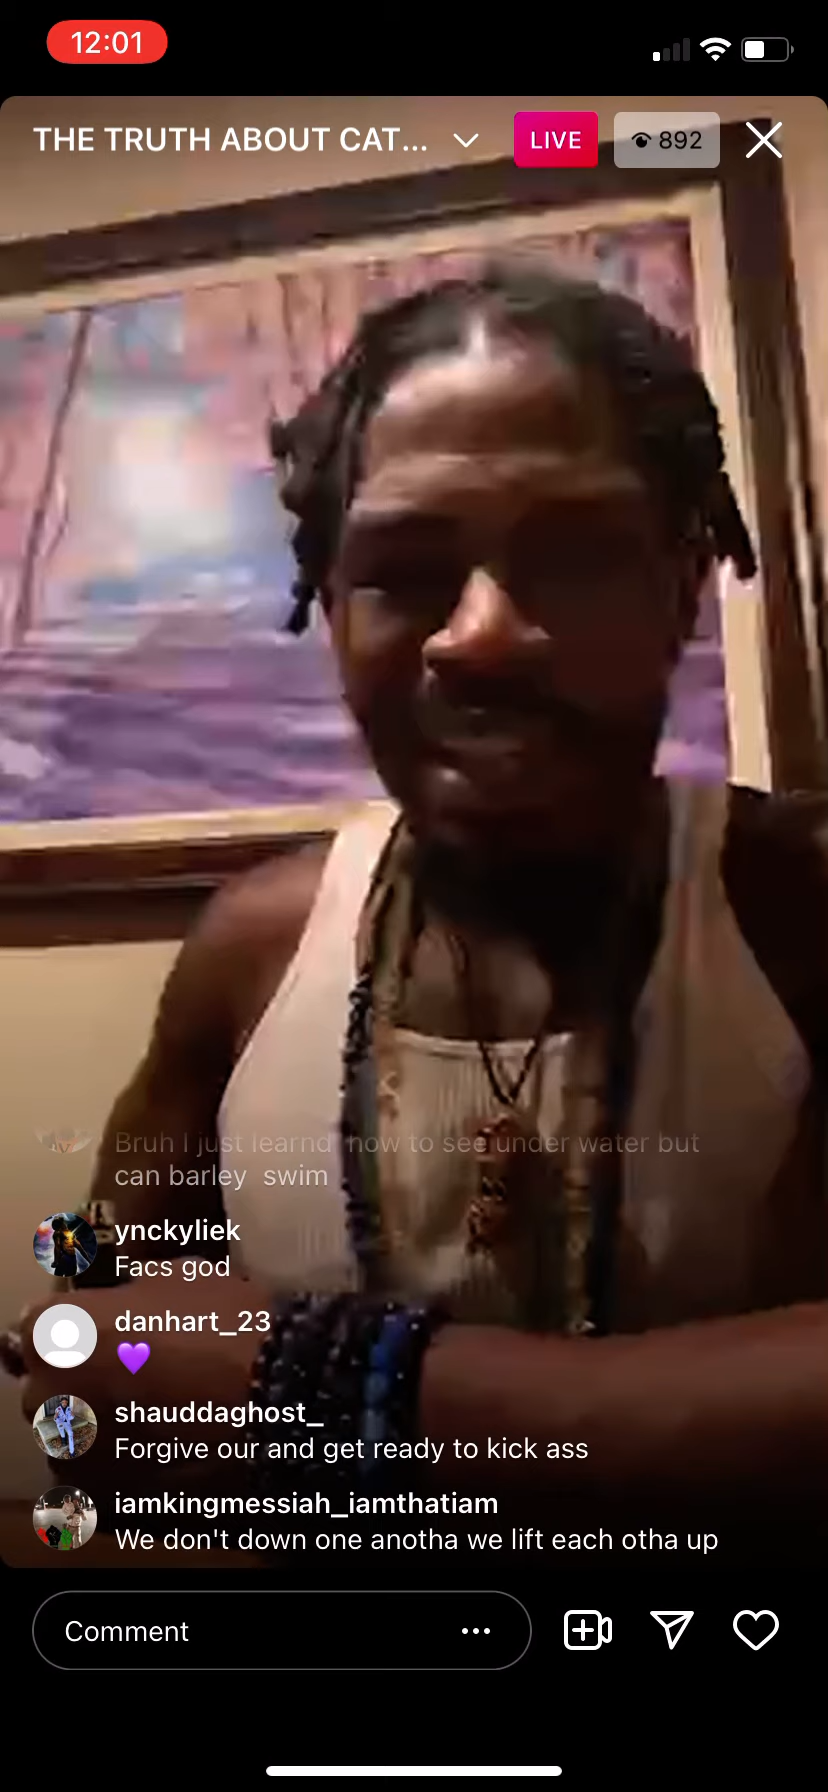 12:01
THE TRUTH ABOUT CAT...
LIVE
892
Bruh I just learnd how to see under water but
can barley swim
ynckyliek
Facs god
danhart_23
💜
shauddaghost_
Forgive our and get ready to kick ass
iamkingmessiah_iamthatiam
We don't down one anotha we lift each otha up
Comment